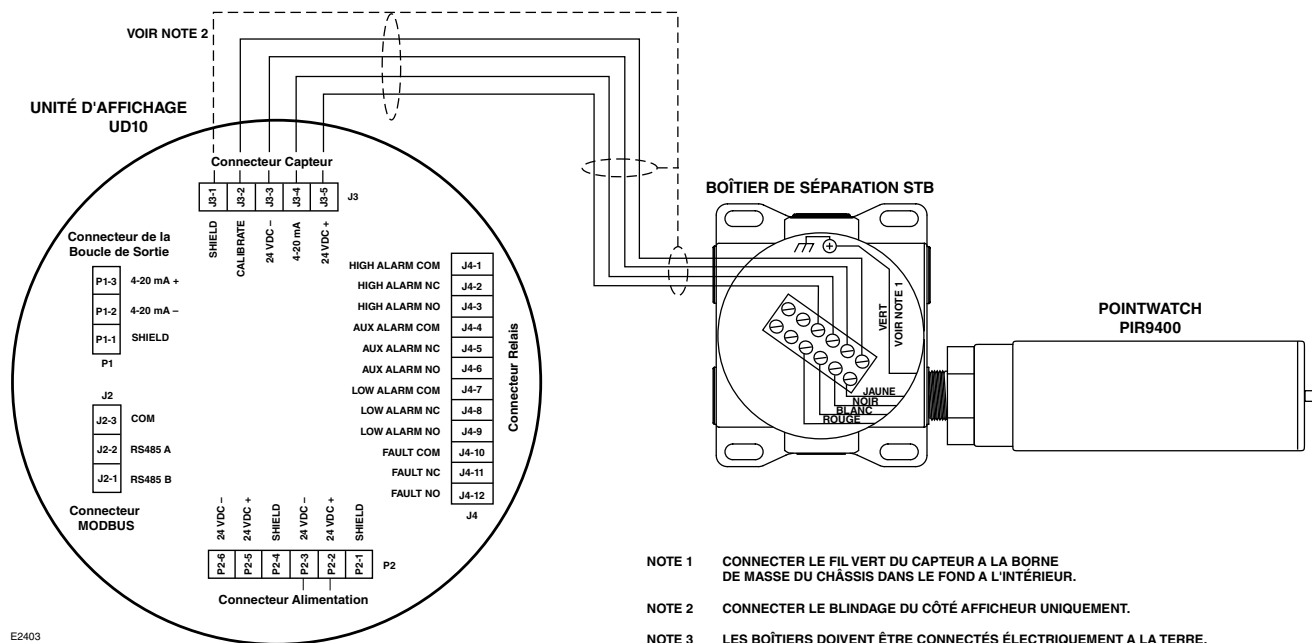 VOIR NOTE 2
UNITÉ D'AFFICHAGE
UD10
Connecteur Capteur
J3-1
J3-2
J3-3
J3-4
J3-5
J3
SHIELD
CALIBRATE
24 VDC –
4-20 mA
24 VDC +
Connecteur de la
Boucle de Sortie
P1-3 4-20 mA +
P1-2 4-20 mA –
P1-1 SHIELD
P1
J2
J2-3 COM
J2-2 RS485 A
J2-1 RS485 B
Connecteur
MODBUS
HIGH ALARM COM J4-1
HIGH ALARM NC J4-2
HIGH ALARM NO J4-3
AUX ALARM COM J4-4
AUX ALARM NC J4-5
AUX ALARM NO J4-6
LOW ALARM COM J4-7
LOW ALARM NC J4-8
LOW ALARM NO J4-9
FAULT COM J4-10
FAULT NC J4-11
FAULT NO J4-12
J4
Connecteur Relais
24 VDC –
24 VDC +
SHIELD
24 VDC –
24 VDC +
SHIELD
P2-6
P2-5
P2-4
P2-3
P2-2
P2-1
P2
Connecteur Alimentation
BOÎTIER DE SÉPARATION STB
VERT
VOIR NOTE 1
JAUNE
NOIR
BLANC
ROUGE
POINTWATCH
PIR9400
NOTE 1 CONNECTER LE FIL VERT DU CAPTEUR A LA BORNE
DE MASSE DU CHÂSSIS DANS LE FOND A L'INTÉRIEUR.
NOTE 2 CONNECTER LE BLINDAGE DU CÔTÉ AFFICHEUR UNIQUEMENT.
NOTE 3 LES BOÎTIERS DOIVENT ÊTRE CONNECTÉS ÉLECTRIQUEMENT A LA TERRE.
E2403